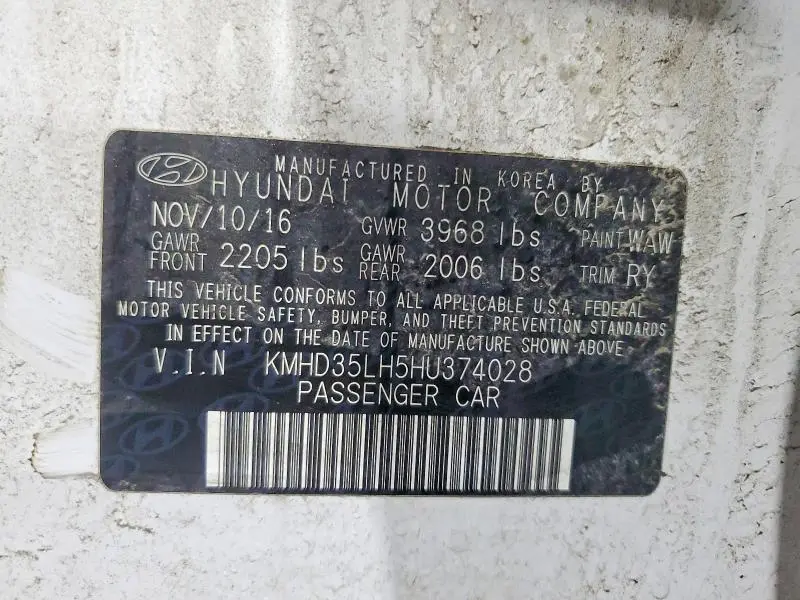 MANUFACTURED IN KOREA BY
HYUNDAI MOTOR COMPANY
NOV/10/16 GVWR 3968 lbs PAINT WAW
GAWR FRONT 2205 lbs GAWR REAR 2006 lbs TRIM RY
THIS VEHICLE CONFORMS TO ALL APPLICABLE U.S.A. FEDERAL
MOTOR VEHICLE SAFETY, BUMPER, AND THEFT PREVENTION STANDARDS
IN EFFECT ON THE DATE OF MANUFACTURE SHOWN ABOVE.
V.I.N KMHD35LH5HU374028
PASSENGER CAR